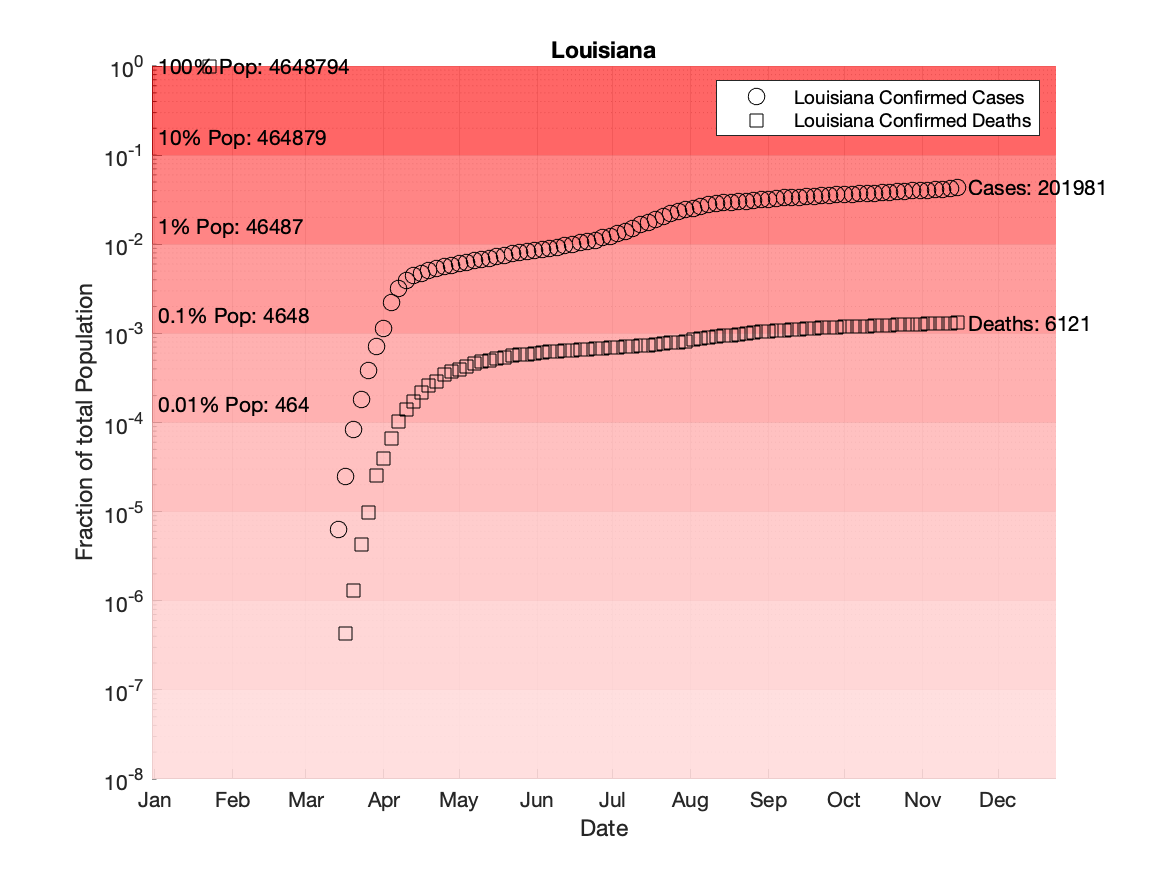 Louisiana
10^0
100% Pop: 4648794
Louisiana Confirmed Cases
Louisiana Confirmed Deaths
10% Pop: 464879
10^-1
Cases: 201981
1% Pop: 46487
10^-2
0.1% Pop: 4648
Deaths: 6121
10^-3
0.01% Pop: 464
10^-4
10^-5
10^-6
10^-7
10^-8
Fraction of total Population
Jan Feb Mar Apr May Jun Jul Aug Sep Oct Nov Dec
Date